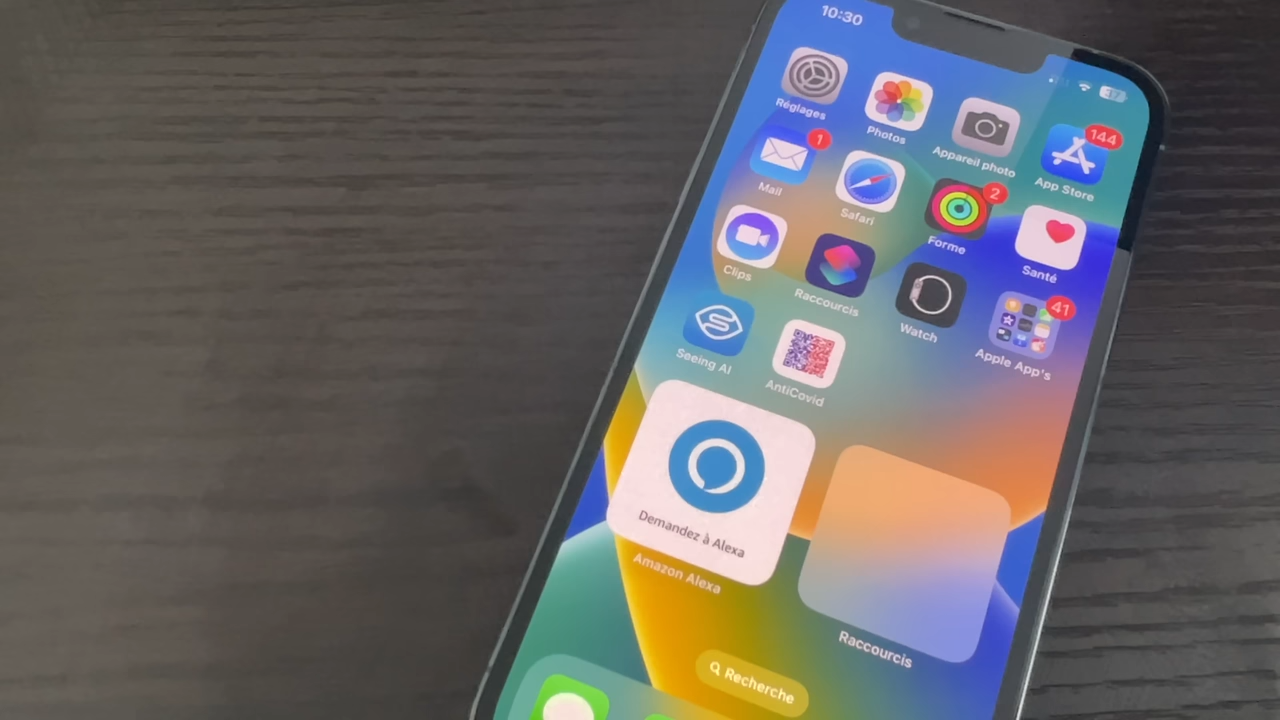 10:30
37
Réglages
Photos
Appareil photo
144
App Store
1
Mail
Safari
2
Forme
Santé
Clips
Raccourcis
Watch
41
Apple App's
Seeing AI
AntiCovid
Demandez à Alexa
Amazon Alexa
Raccourcis
Recherche